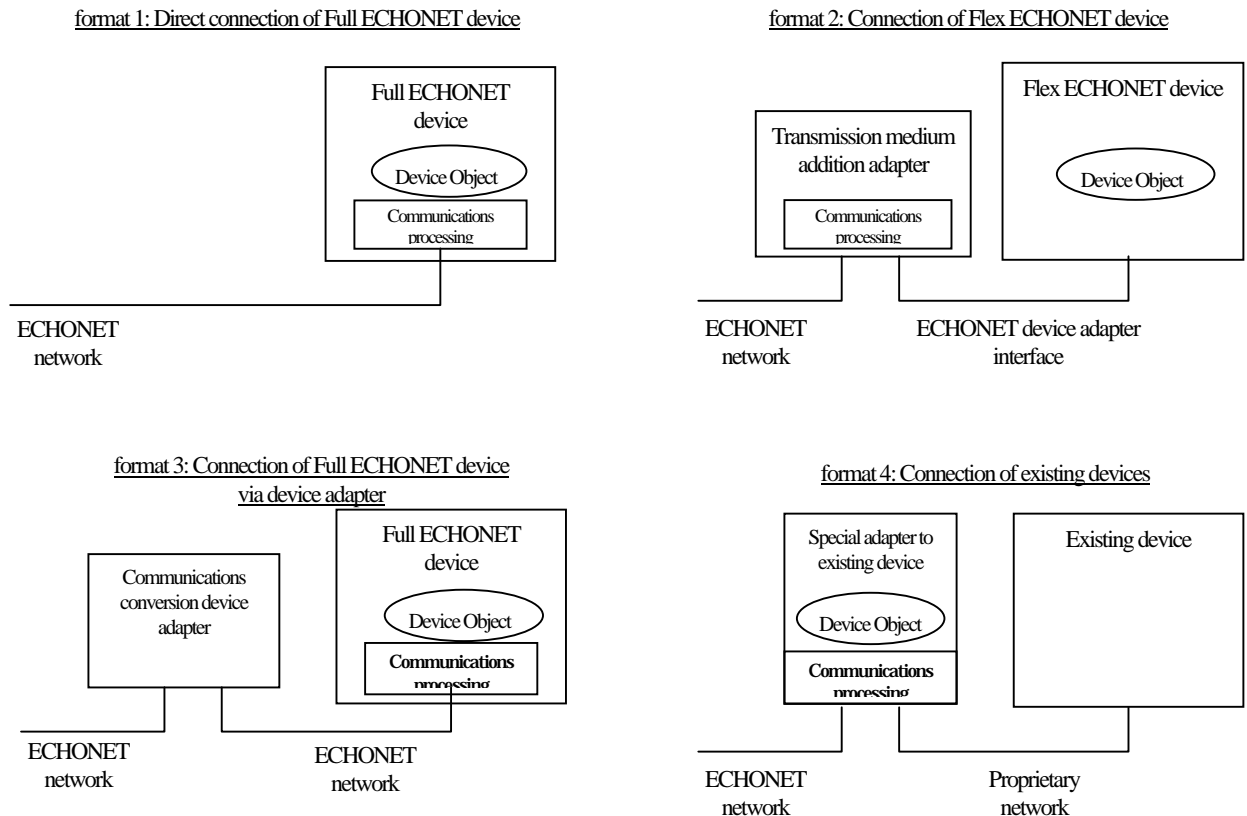 format 1: Direct connection of Full ECHONET device
Full ECHONET
device
Device Object
Communications
processing
ECHONET
network
format 2: Connection of Flex ECHONET device
Transmission medium
addition adapter
Communications
processing
Flex ECHONET device
Device Object
ECHONET
network
ECHONET device adapter
interface
format 3: Connection of Full ECHONET device
via device adapter
Communications
conversion device
adapter
Full ECHONET
device
Device Object
Communications
processing
ECHONET
network
ECHONET
network
format 4: Connection of existing devices
Special adapter to
existing device
Device Object
Communications
processing
Existing device
ECHONET
network
Proprietary
network